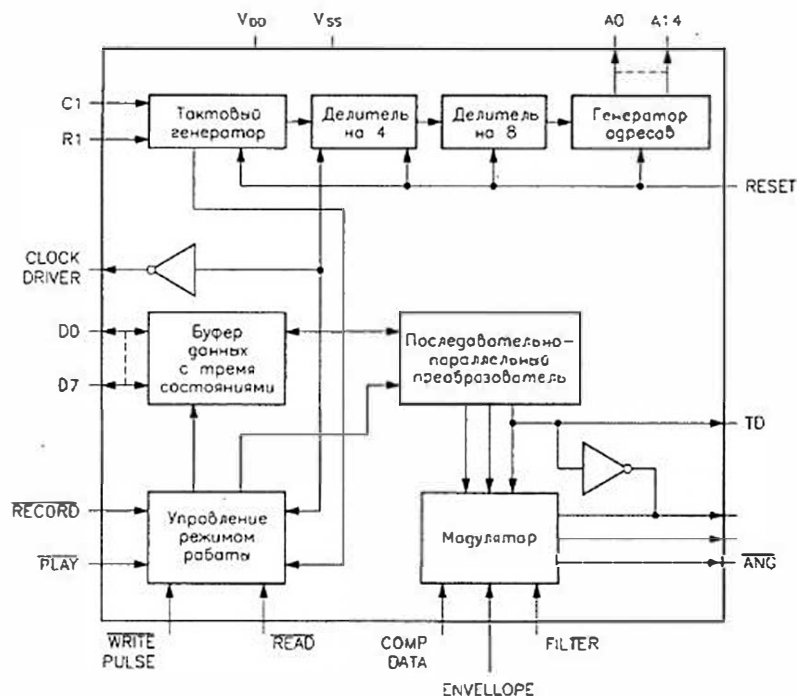 VDD VSS A0 A14
C1
R1
Тактовый
генератор
Делитель
на 4
Делитель
на 8
Генератор
адресов
RESET
CLOCK
DRIVER
D0
D7
Буфер
данных
с тремя
состояниями
Последовательно-
параллельный
преобразователь
TD
RECORD
PLAY
Управление
режимом
работы
Модулятор
ANG
WRITE
PULSE
READ
COMP
DATA
FILTER
ENVELLOPE